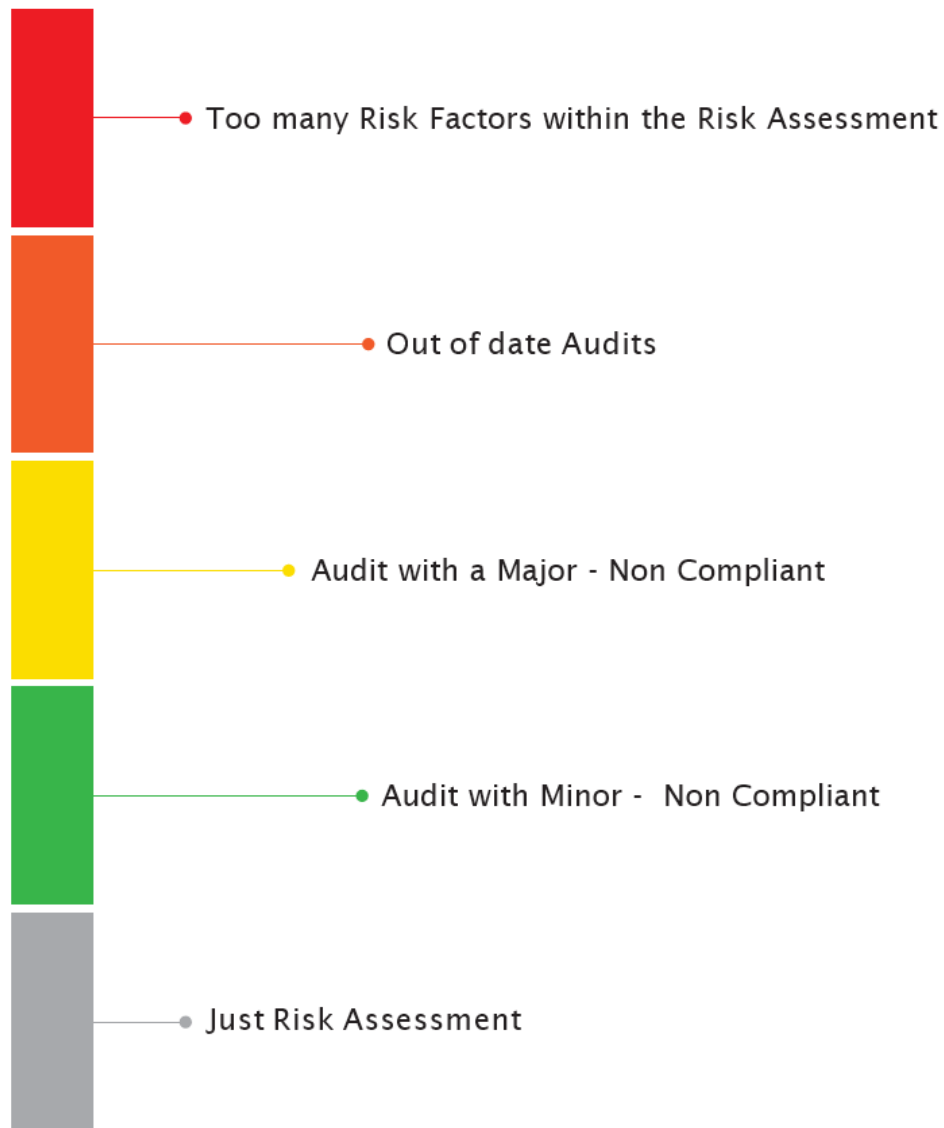 Too many Risk Factors within the Risk Assessment
Out of date Audits
Audit with a Major - Non Compliant
Audit with Minor -  Non Compliant
Just Risk Assessment